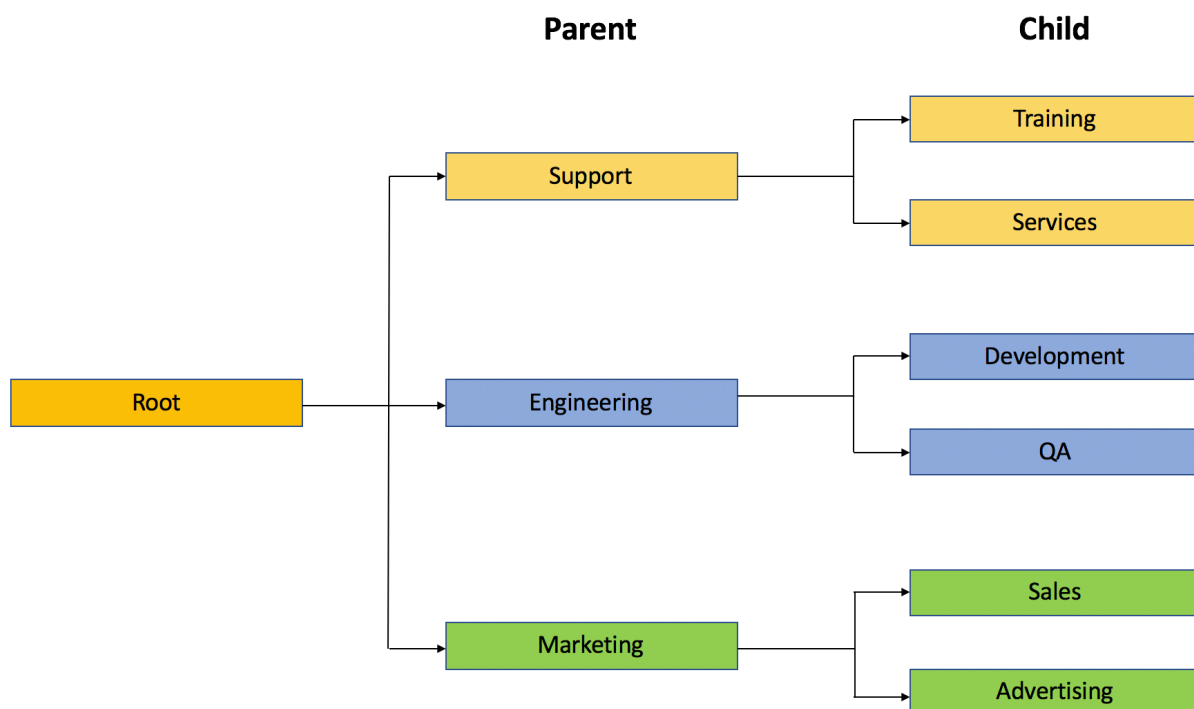 Parent
Child
Training
Support
Services
Development
Root
Engineering
QA
Sales
Marketing
Advertising